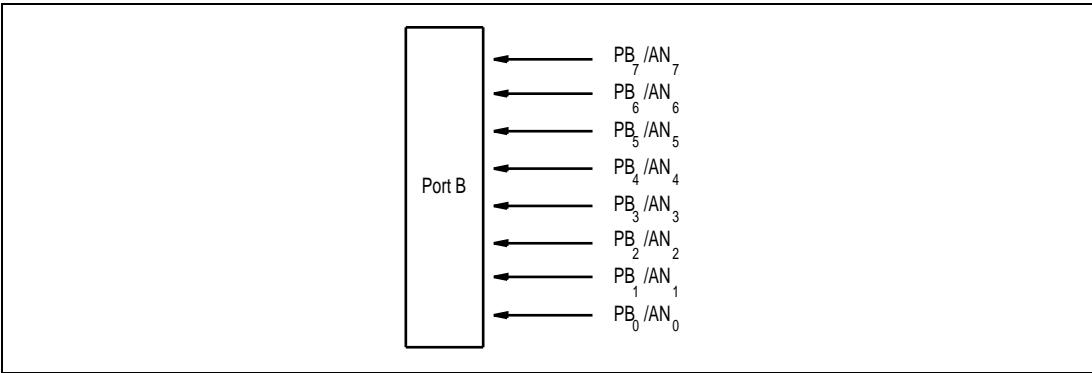 PB₇/AN₇
PB₆/AN₆
PB₅/AN₅
PB₄/AN₄
Port B
PB₃/AN₃
PB₂/AN₂
PB₁/AN₁
PB₀/AN₀